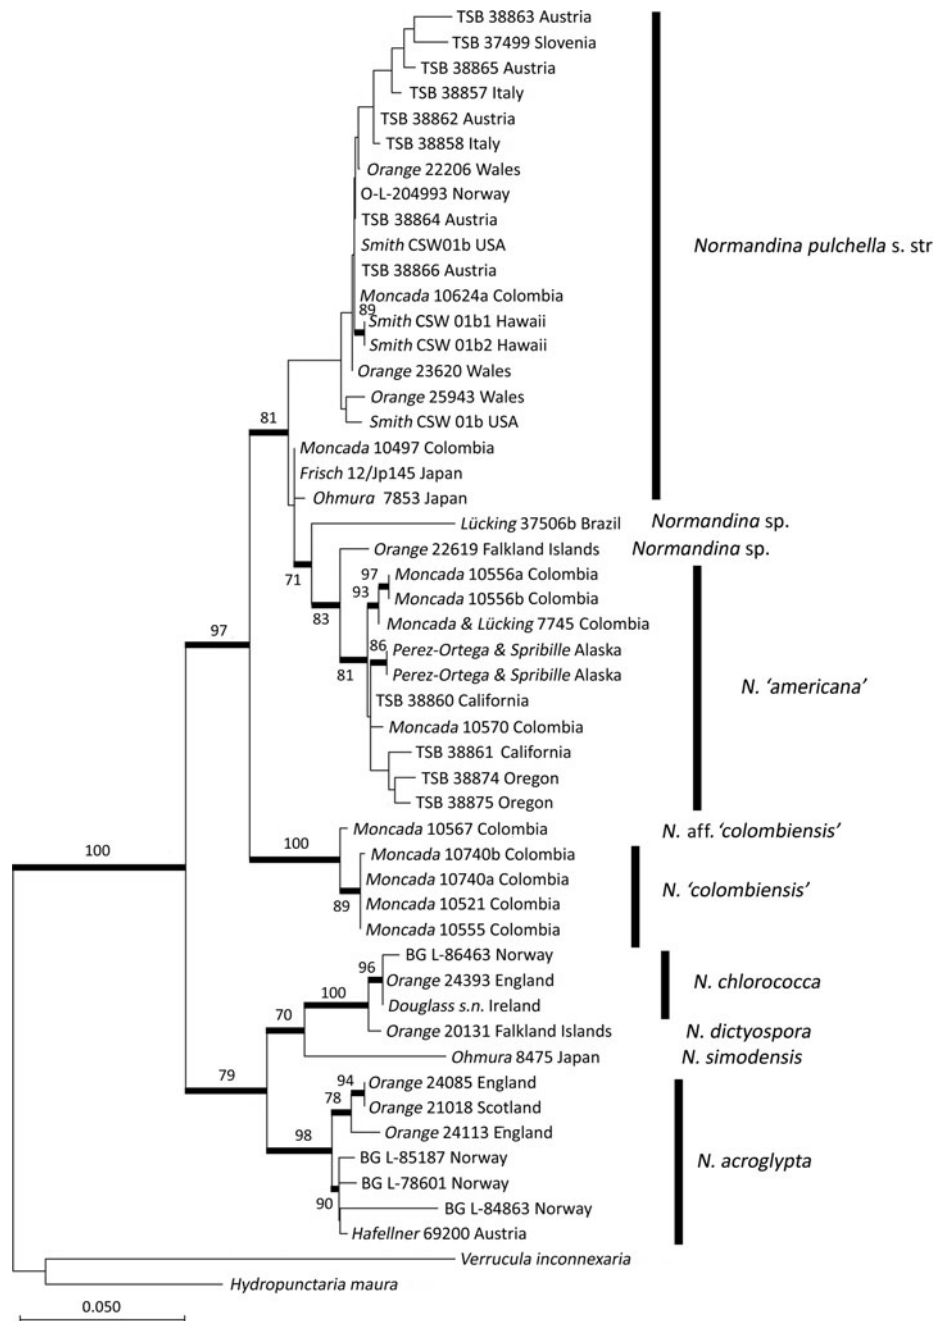 TSB 38863 Austria
TSB 37499 Slovenia
TSB 38865 Austria
TSB 38857 Italy
TSB 38862 Austria
TSB 38858 Italy
Orange 22206 Wales
O-L-204993 Norway
TSB 38864 Austria
Smith CSW01b USA
Normandina pulchella s. str
TSB 38866 Austria
Moncada 10624a Colombia
89
Smith CSW 01b1 Hawaii
Smith CSW 01b2 Hawaii
Orange 23620 Wales
Orange 25943 Wales
81
Smith CSW 01b USA
Moncada 10497 Colombia
Frisch 12/Jp145 Japan
Ohmura 7853 Japan
Lücking 37506b Brazil Normandina sp.
Orange 22619 Falkland Islands Normandina sp.
71
97
Moncada 10556a Colombia
93
Moncada 10556b Colombia
83
Moncada & Lücking 7745 Colombia
97
86
Perez-Ortega & Spribille Alaska
81
Perez-Ortega & Spribille Alaska
N. ‘americana’
TSB 38860 California
Moncada 10570 Colombia
TSB 38861 California
TSB 38874 Oregon
TSB 38875 Oregon
Moncada 10567 Colombia N. aff. ‘colombiensis’
100
100
Moncada 10740b Colombia
Moncada 10740a Colombia
N. ‘colombiensis’
89
Moncada 10521 Colombia
Moncada 10555 Colombia
BG L-86463 Norway
96
Orange 24393 England
N. chlorococca
100
Douglass s.n. Ireland
70
Orange 20131 Falkland Islands N. dictyospora
Ohmura 8475 Japan N. simodensis
79
94
Orange 24085 England
78
Orange 21018 Scotland
98
Orange 24113 England
BG L-85187 Norway
N. acroglypta
BG L-78601 Norway
90
BG L-84863 Norway
Hafellner 69200 Austria
Verrucula inconnexaria
Hydropunctaria maura
0.050